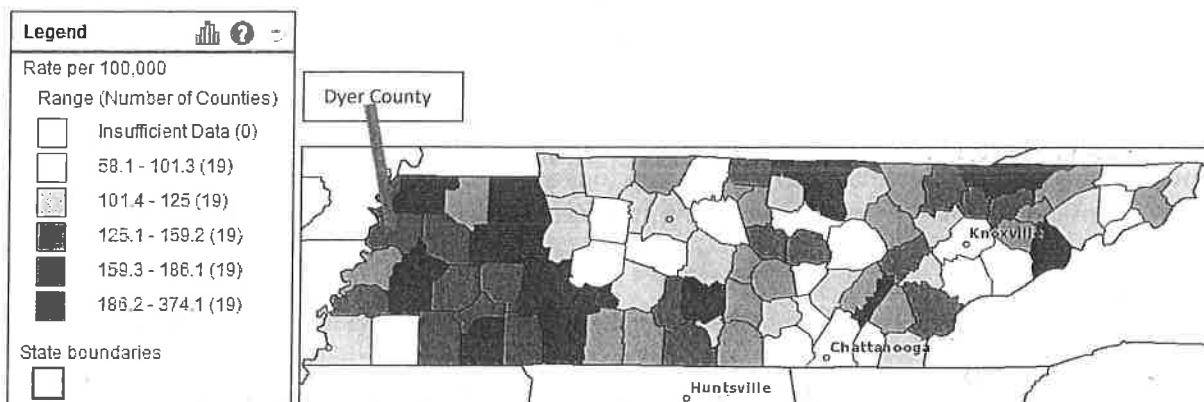 Legend
Rate per 100,000
Range (Number of Counties)
Insufficient Data (0)
58.1 - 101.3 (19)
101.4 - 125 (19)
125.1 - 159.2 (19)
159.3 - 186.1 (19)
186.2 - 374.1 (19)
State boundaries
Dyer County
Knoxville
Chattanooga
Huntsville